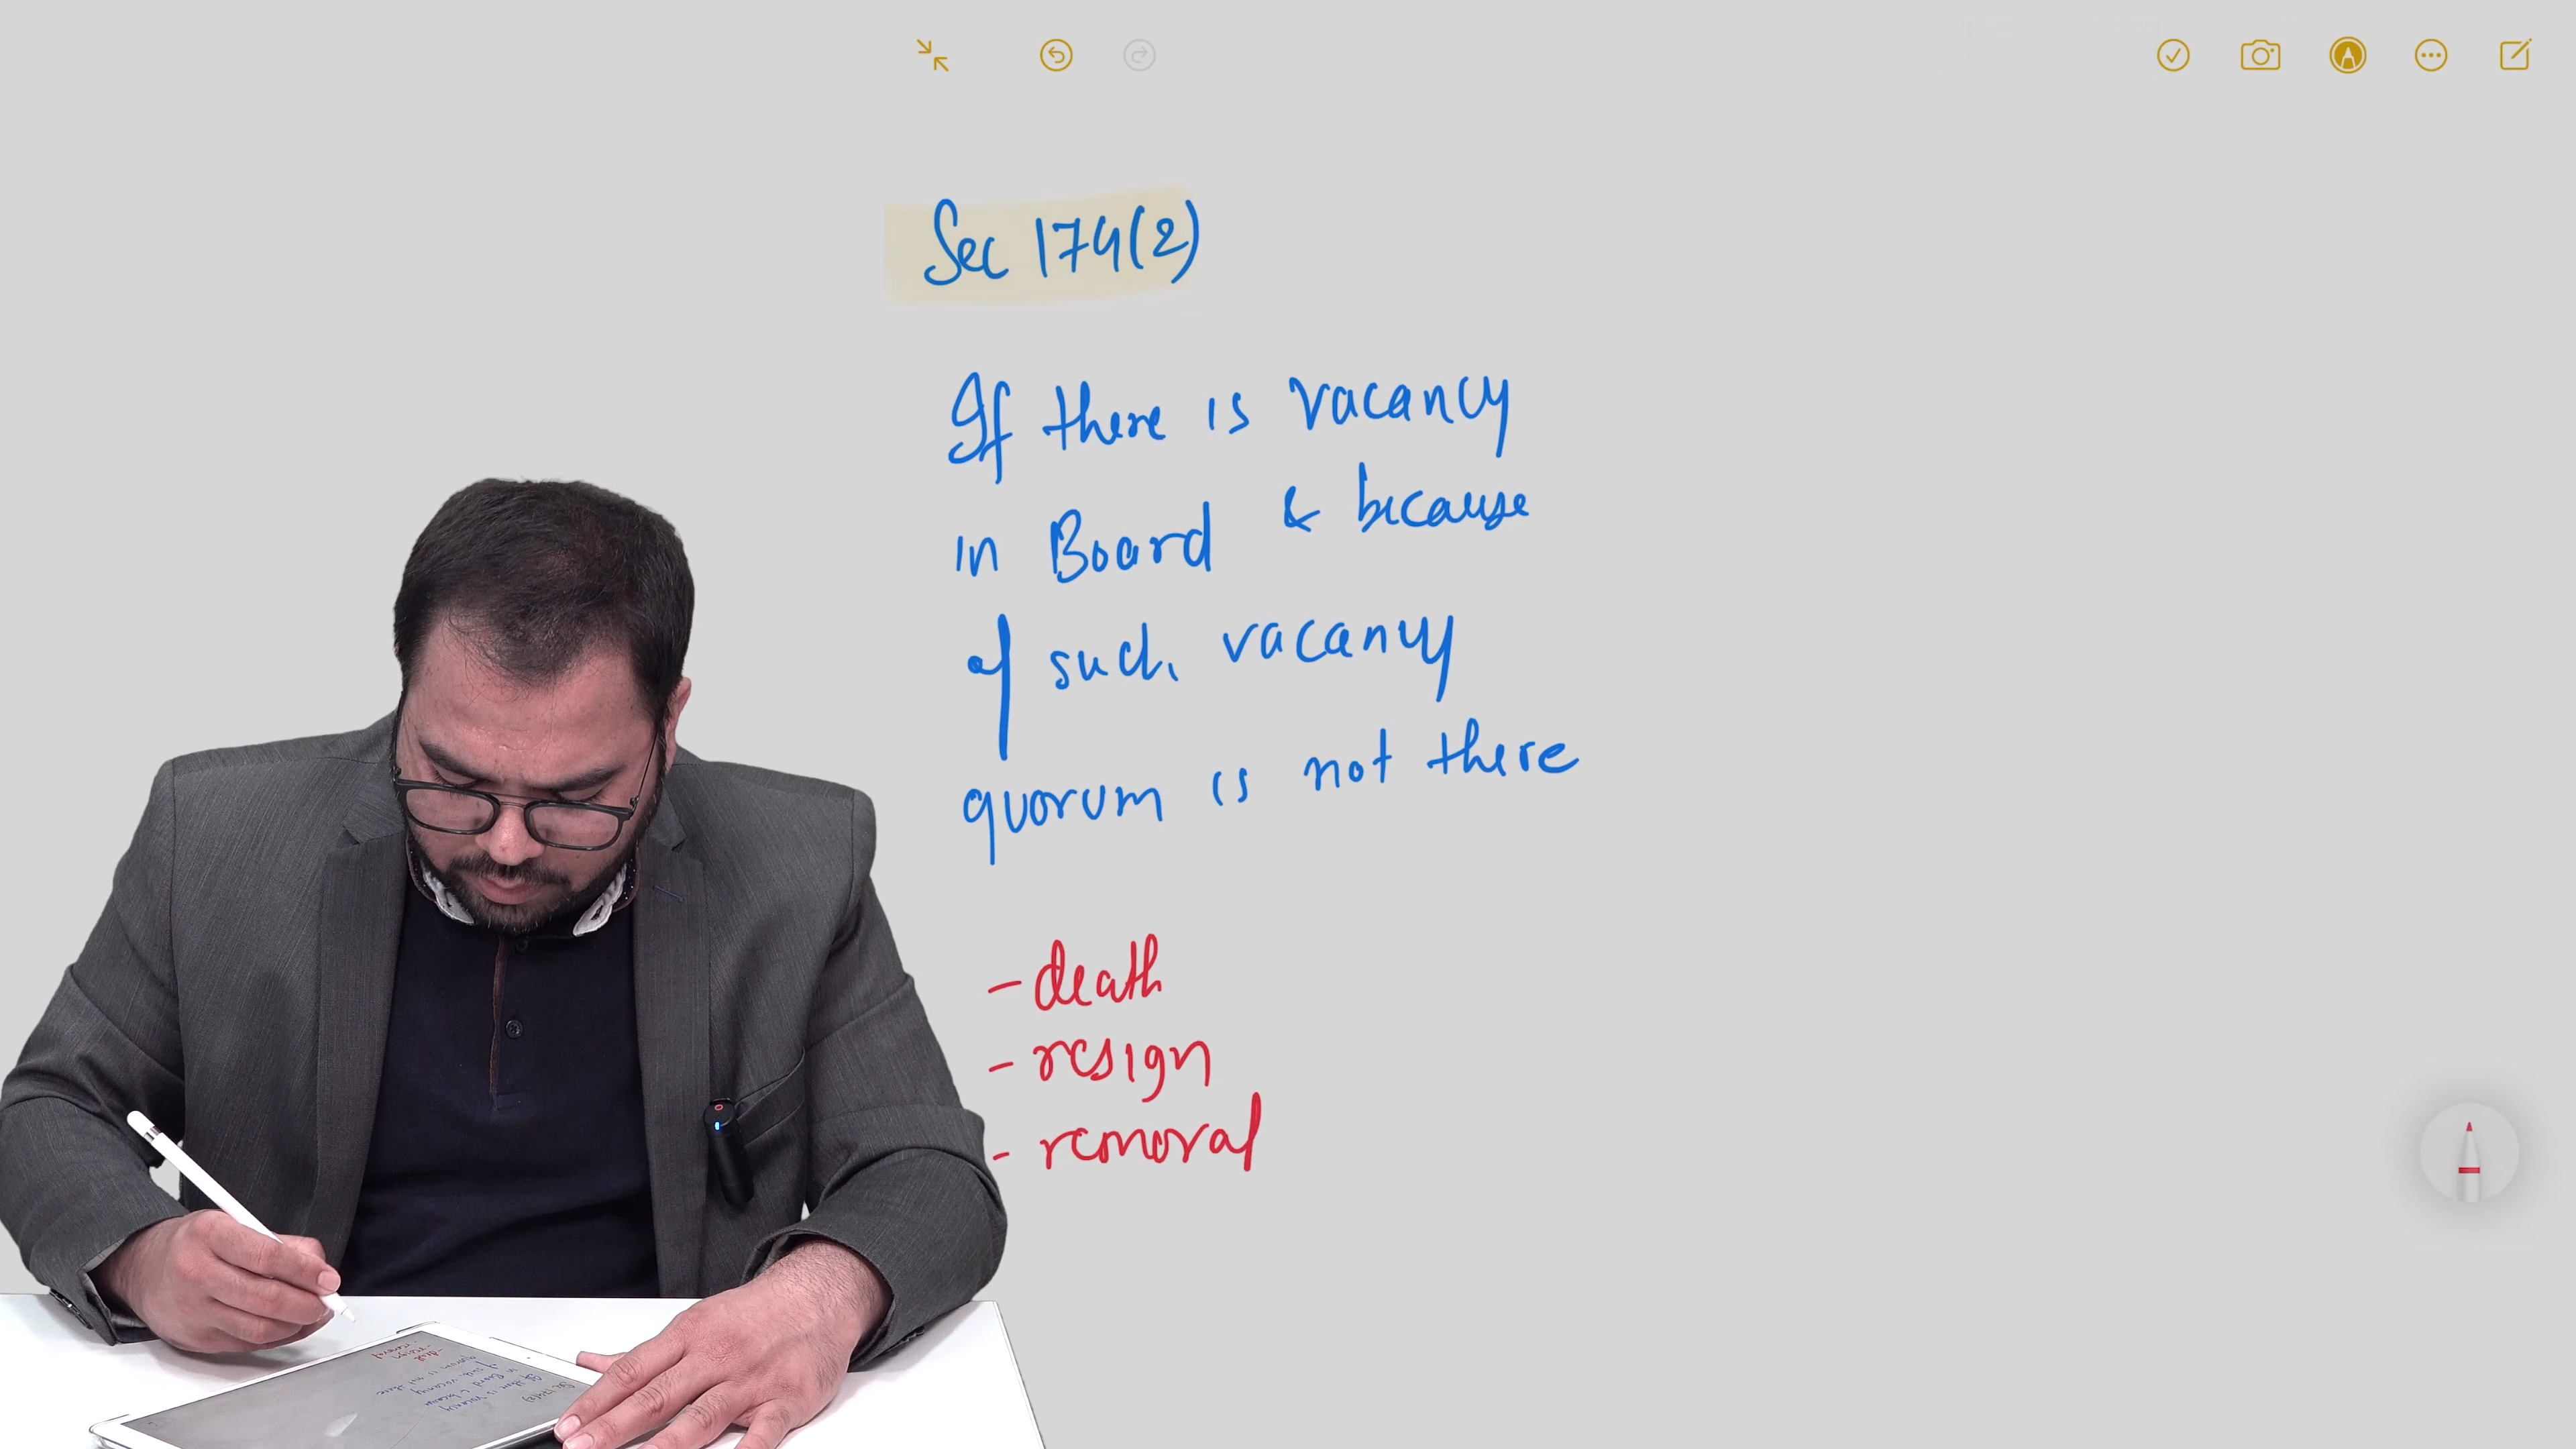 Sec 174(2)
If there is vacancy
in Board & because
of such vacancy
quorum is not there
- death
- resign
- removal